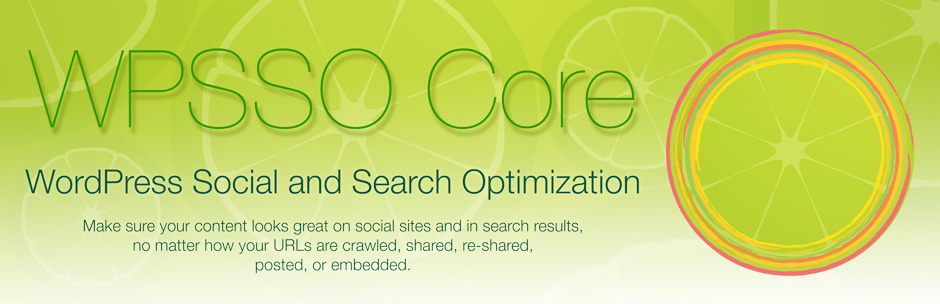 WPSSO Core
WordPress Social and Search Optimization
Make sure your content looks great on social sites and in search results,
no matter how your URLs are crawled, shared, re-shared,
posted, or embedded.